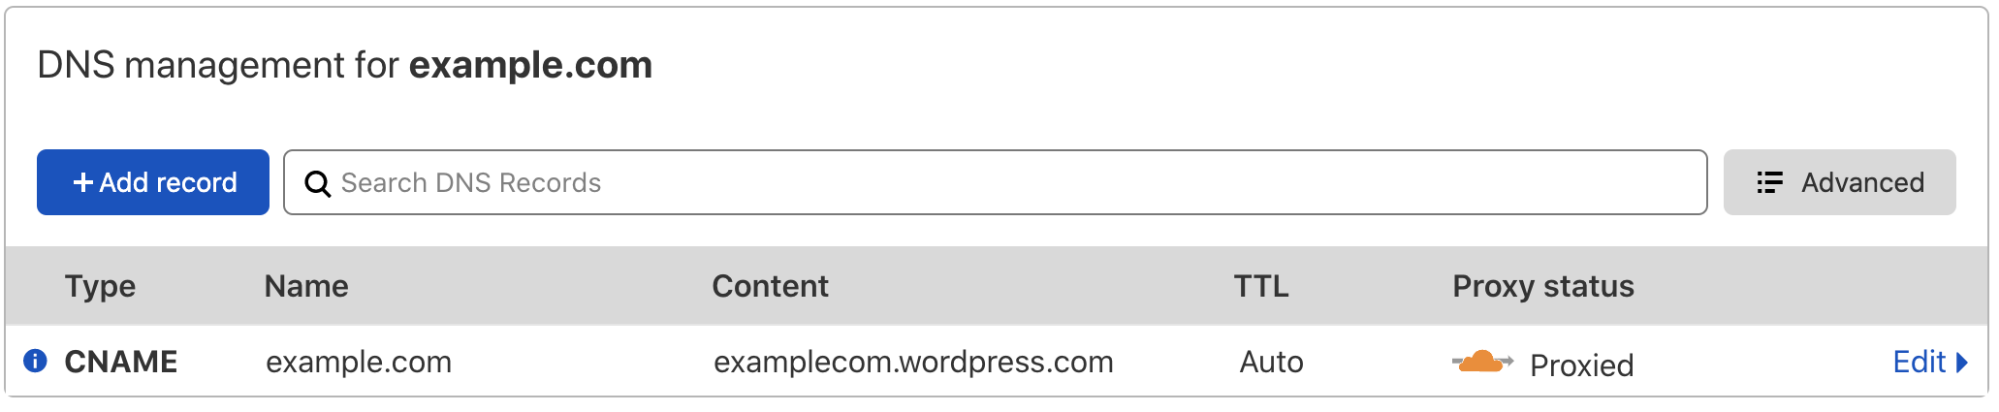 DNS management for example.com
+ Add record Search DNS Records Advanced
Type Name Content TTL Proxy status
CNAME example.com examplecom.wordpress.com Auto Proxied Edit